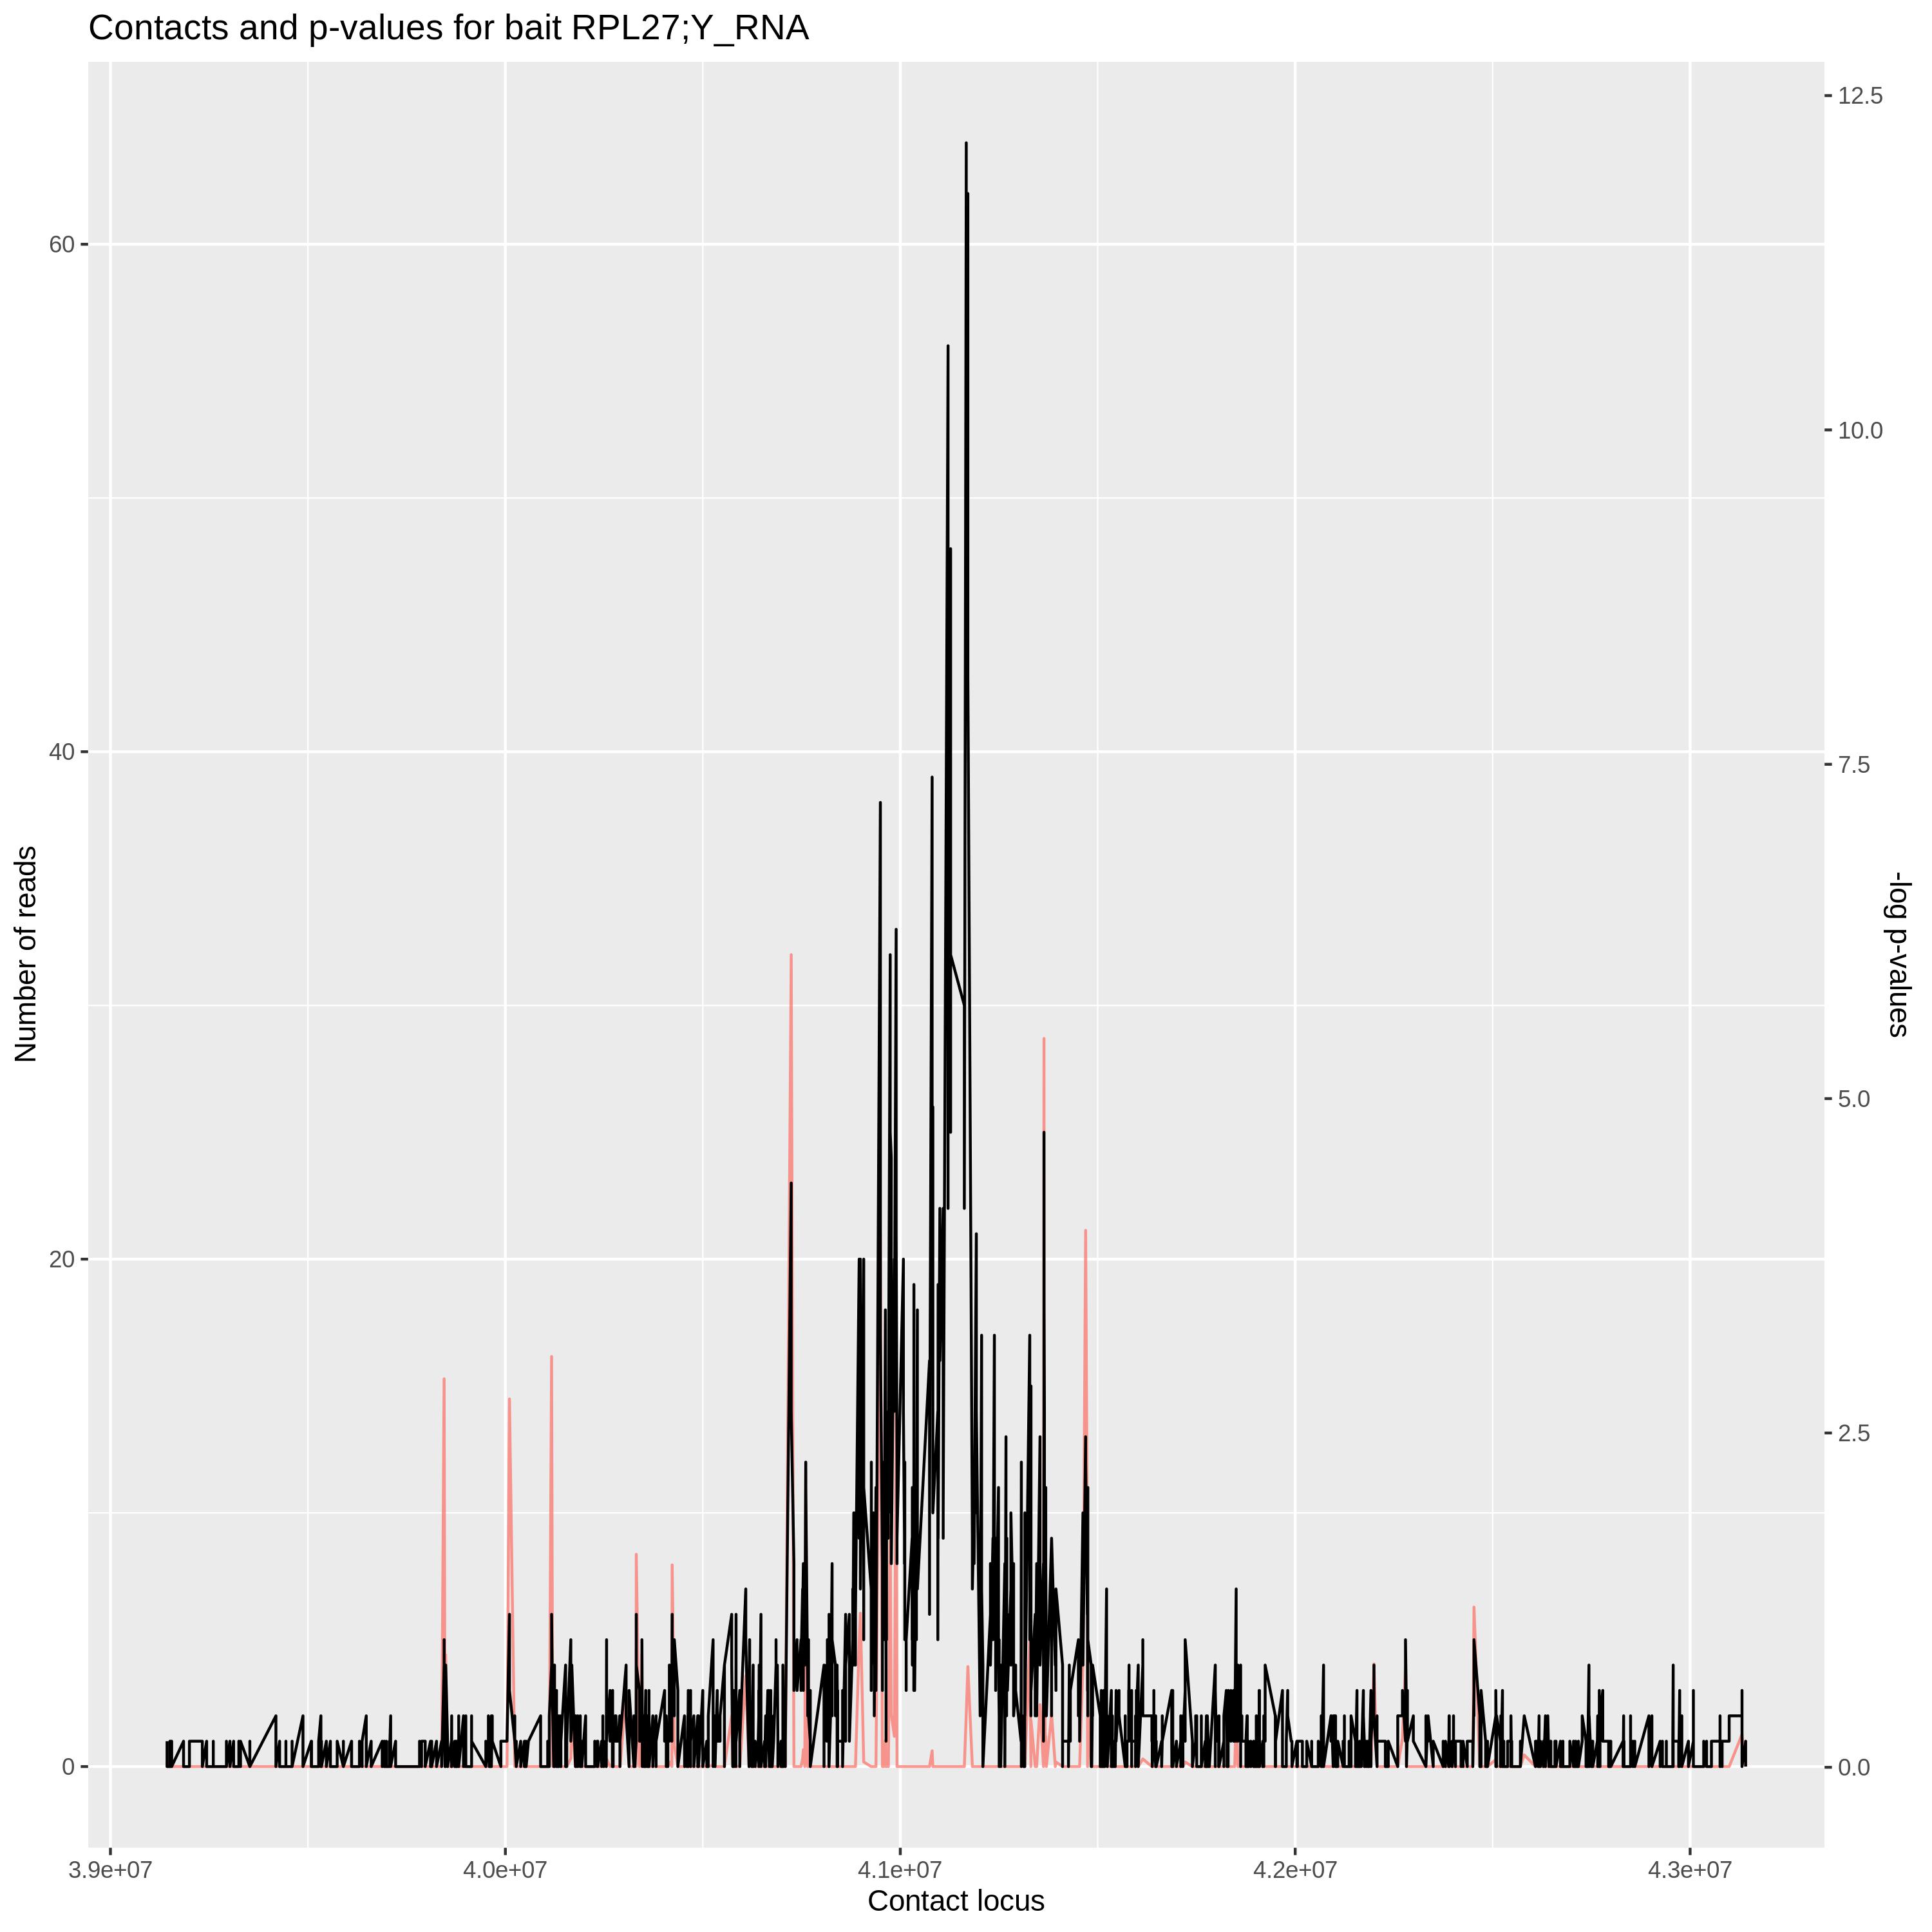 Contacts and p-values for bait RPL27;Y_RNA
Number of reads
60
40
20
0
12.5
10.0
7.5
5.0
2.5
0.0
-log p-values
3.9e+07
4.0e+07
4.1e+07
4.2e+07
4.3e+07
Contact locus